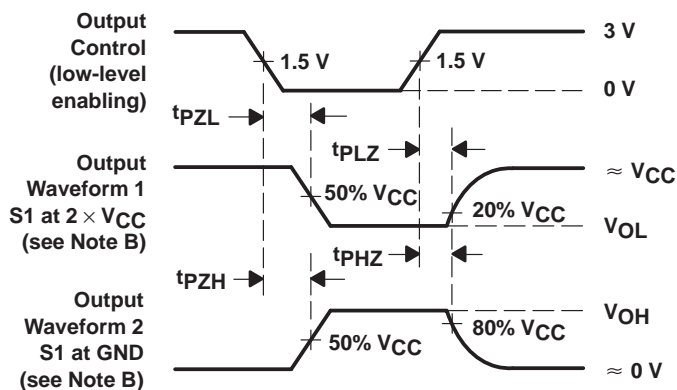 Output
Control
(low-level
enabling)
1.5 V
1.5 V
3 V
0 V
tPZL
tPLZ
Output
Waveform 1
S1 at 2 × VCC
(see Note B)
50% VCC
20% VCC
≈ VCC
VOL
tPZH
tPHZ
Output
Waveform 2
S1 at GND
(see Note B)
50% VCC
80% VCC
VOH
≈ 0 V